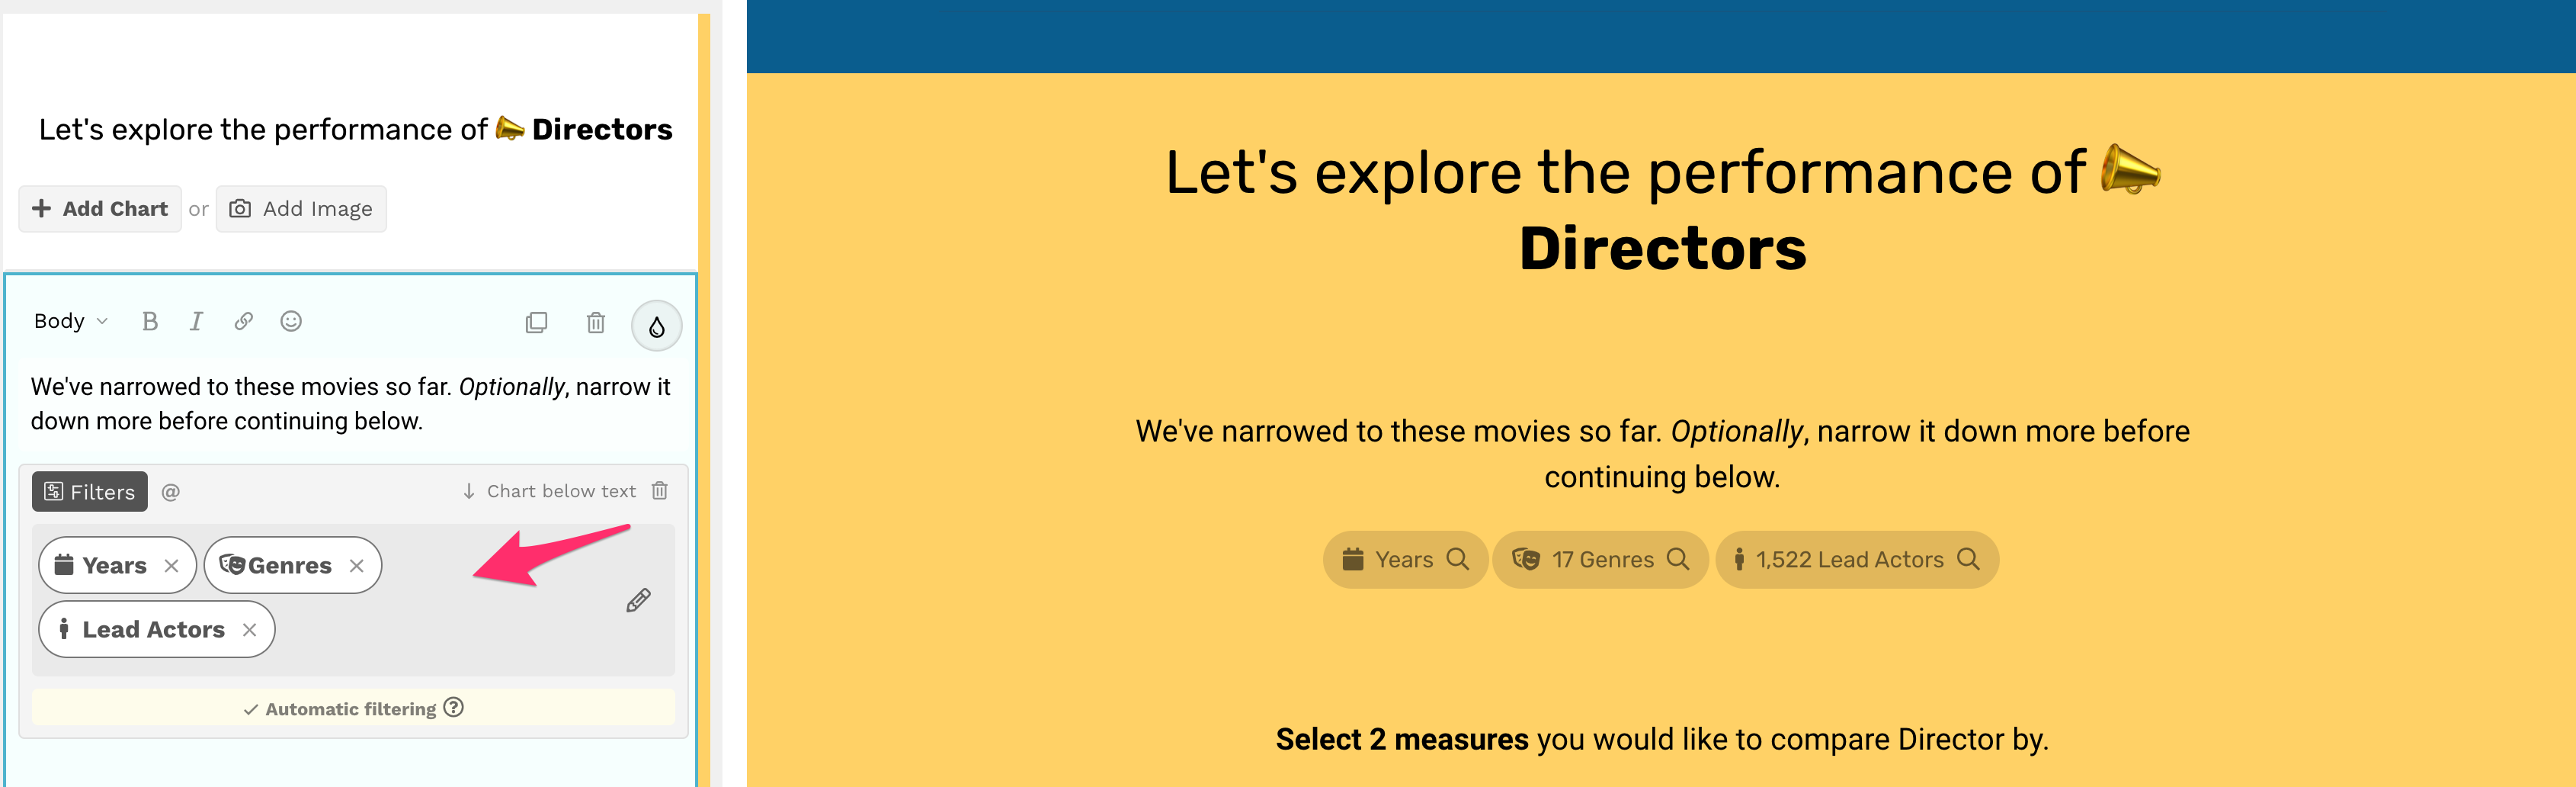 Let's explore the performance of 📣 Directors
Add Chart or Add Image
Body B I
We've narrowed to these movies so far. Optionally, narrow it
down more before continuing below.
Filters @ ↓ Chart below text
Years × Genres ×
Lead Actors ×
✓ Automatic filtering ?
Let's explore the performance of 📣
Directors
We've narrowed to these movies so far. Optionally, narrow it down more before
continuing below.
Years 17 Genres 1,522 Lead Actors
Select 2 measures you would like to compare Director by.